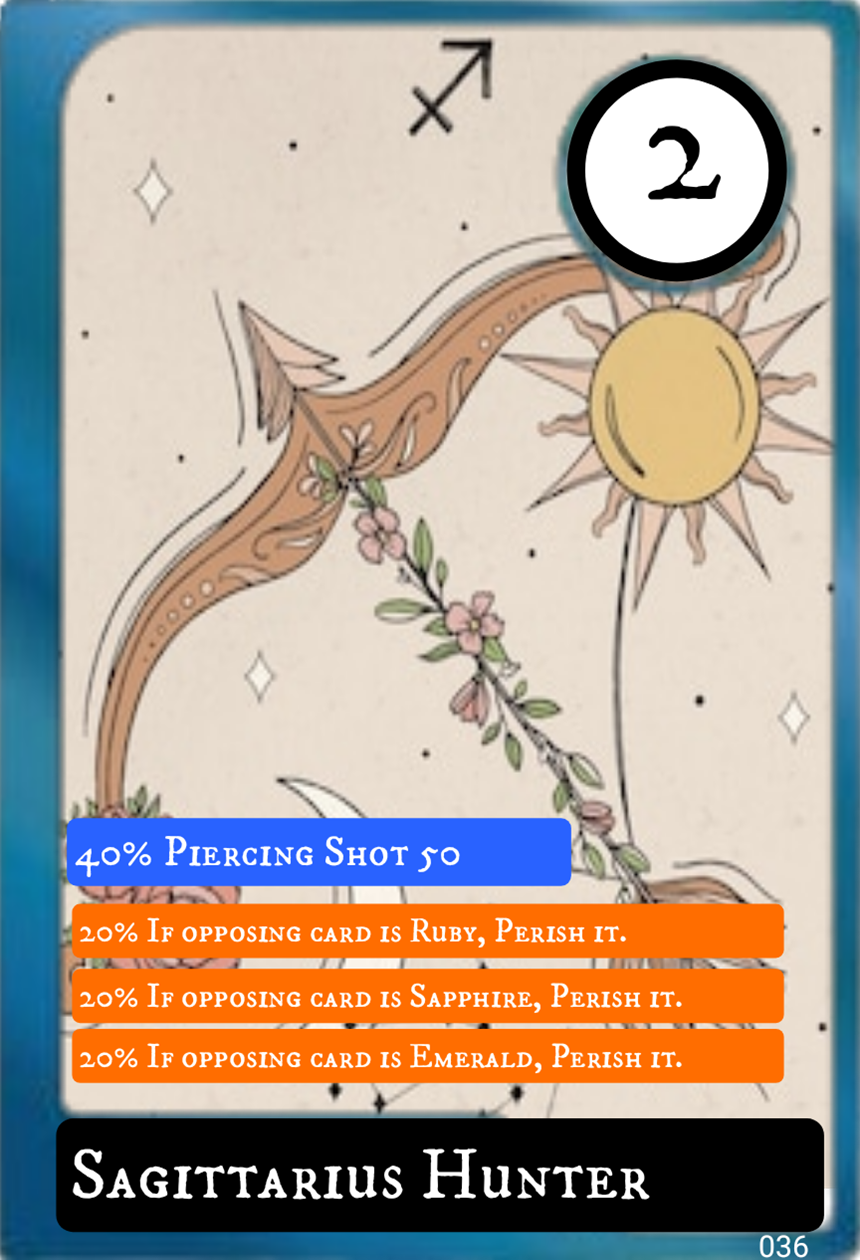 2
40% Piercing Shot 50
20% If opposing card is Ruby, Perish it.
20% If opposing card is Sapphire, Perish it.
20% If opposing card is Emerald, Perish it.
Sagittarius Hunter
036